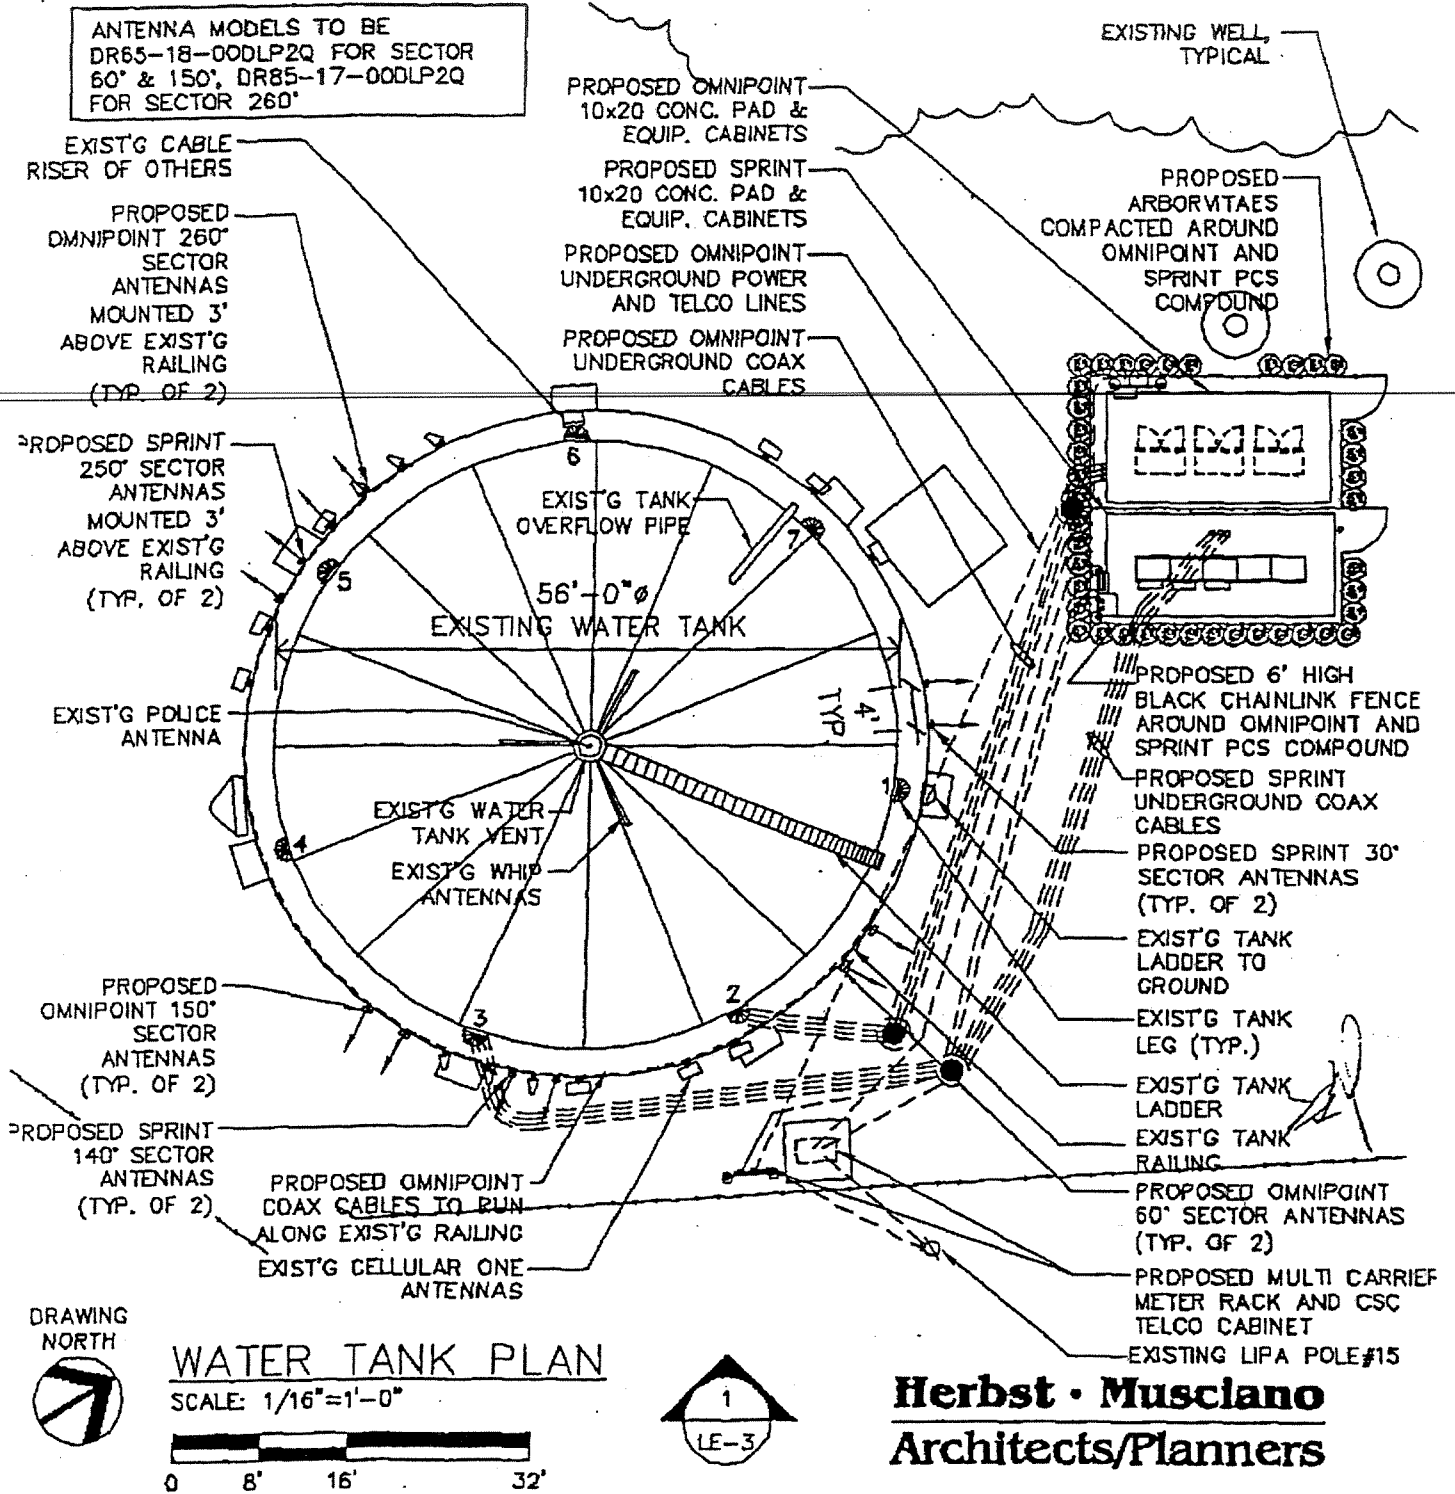 ANTENNA MODELS TO BE
DR65-18-00DLP2Q FOR SECTOR
60° & 150°, DR85-17-00DLP2Q
FOR SECTOR 260°
EXIST'G CABLE
RISER OF OTHERS
PROPOSED
OMNIPOINT 260°
SECTOR
ANTENNAS
MOUNTED 3'
ABOVE EXIST'G
RAILING
(TYP. OF 2)
PROPOSED SPRINT
250° SECTOR
ANTENNAS
MOUNTED 3'
ABOVE EXIST'G
RAILING
(TYP. OF 2)
EXIST'G POLICE
ANTENNA
PROPOSED
OMNIPOINT 150°
SECTOR
ANTENNAS
(TYP. OF 2)
PROPOSED SPRINT
140° SECTOR
ANTENNAS
(TYP. OF 2)
PROPOSED OMNIPOINT
10x20 CONC. PAD &
EQUIP. CABINETS
PROPOSED SPRINT
10x20 CONC. PAD &
EQUIP. CABINETS
PROPOSED OMNIPOINT
UNDERGROUND POWER
AND TELCO LINES
PROPOSED OMNIPOINT
UNDERGROUND COAX
CABLES
EXISTING WELL,
TYPICAL
PROPOSED
ARBORVITAES
COMPACTED AROUND
OMNIPOINT AND
SPRINT PCS
COMPOUND
6
EXIST'G TANK
OVERFLOW PIPE
7
5
56'-0"ø
EXISTING WATER TANK
4'
TYP.
1
EXIST'G WATER
TANK VENT
EXIST'G WHIP
ANTENNAS
4
3
2
PROPOSED 6' HIGH
BLACK CHAINLINK FENCE
AROUND OMNIPOINT AND
SPRINT PCS COMPOUND
PROPOSED SPRINT
UNDERGROUND COAX
CABLES
PROPOSED SPRINT 30°
SECTOR ANTENNAS
(TYP. OF 2)
EXIST'G TANK
LADDER TO
GROUND
EXIST'G TANK
LEG (TYP.)
EXIST'G TANK
LADDER
EXIST'G TANK
RAILING
PROPOSED OMNIPOINT
60° SECTOR ANTENNAS
(TYP. OF 2)
PROPOSED MULTI CARRIER
METER RACK AND CSC
TELCO CABINET
EXISTING LIPA POLE#15
PROPOSED OMNIPOINT
COAX CABLES TO RUN
ALONG EXIST'G RAILING
EXIST'G CELLULAR ONE
ANTENNAS
DRAWING
NORTH
WATER TANK PLAN
SCALE: 1/16"=1'-0"
0 8' 16' 32'
1
LE-3
Herbst · Musciano
Architects/Planners